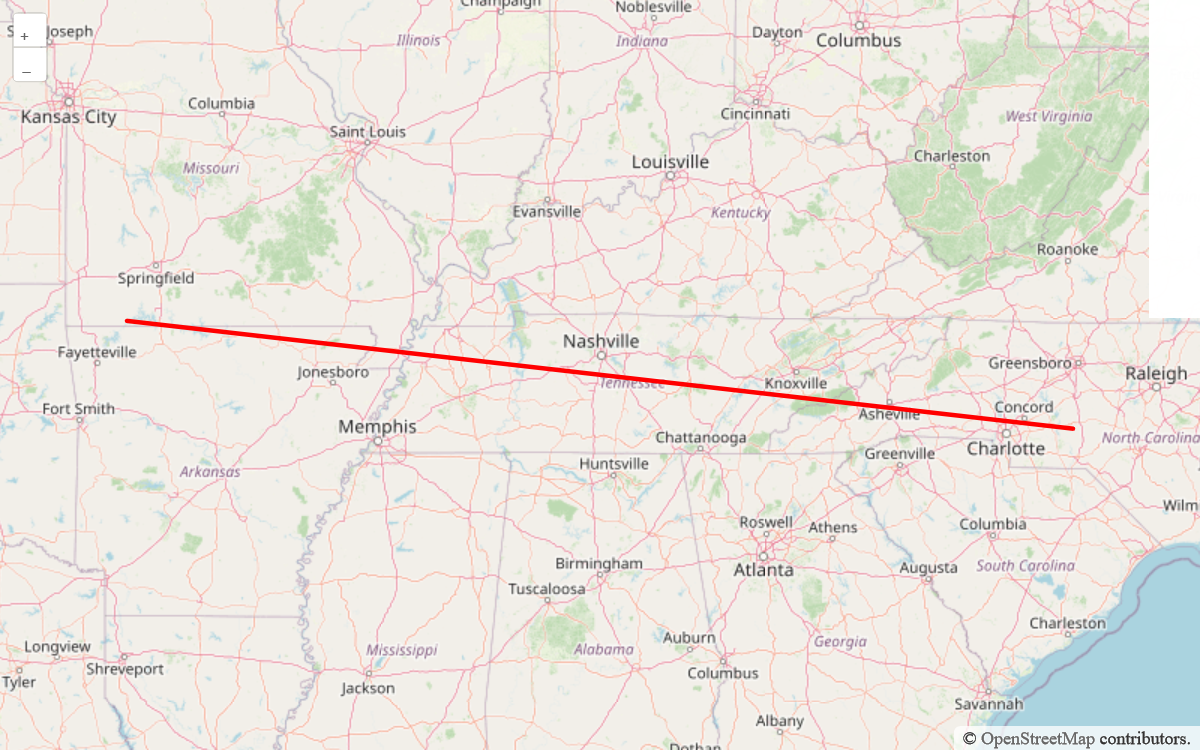 Champaign
Noblesville
+
Joseph
Illinois
Indiana
Dayton
Columbus
–
Kansas City
Columbia
Saint Louis
Cincinnati
West Virginia
Missouri
Louisville
Charleston
Evansville
Kentucky
Roanoke
Springfield
Nashville
Fayetteville
Jonesboro
Tennessee
Knoxville
Greensboro
Raleigh
Fort Smith
Memphis
Asheville
Concord
Chattanooga
Charlotte
North Carolina
Arkansas
Huntsville
Greenville
Wilm
Roswell
Athens
Columbia
Birmingham
Atlanta
Augusta
South Carolina
Tuscaloosa
Charleston
Longview
Shreveport
Tyler
Mississippi
Alabama
Auburn
Georgia
Jackson
Columbus
Savannah
Albany
Dothan
© OpenStreetMap contributors.